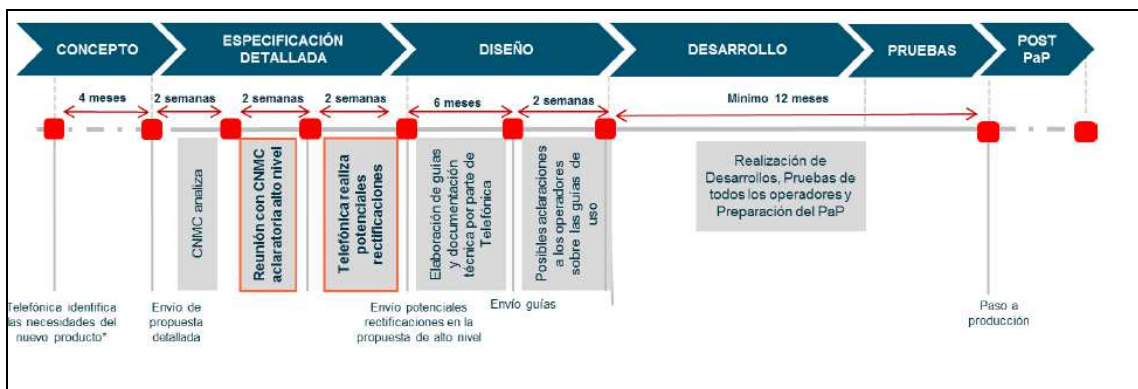 CONCEPTO
ESPECIFICACIÓN
DETALLADA
DISEÑO
DESARROLLO
PRUEBAS
POST
PaP
4 meses
2 semanas
2 semanas
2 semanas
6 meses
2 semanas
Mínimo 12 meses
CNMC analiza
Reunión con CNMC
aclaratoria alto nivel
Telefónica realiza
potenciales
rectificaciones
Elaboración de guías
y documentación
técnica por parte de
Telefónica
Posibles aclaraciones
a los operadores
sobre las guías de
uso
Realización de
Desarrollos, Pruebas de
todos los operadores y
Preparación del PaP
Telefónica identifica
las necesidades del
nuevo producto*
Envío de
propuesta
detallada
Envío potenciales
rectificaciones en la
propuesta de alto nivel
Envío guías
Paso a
producción